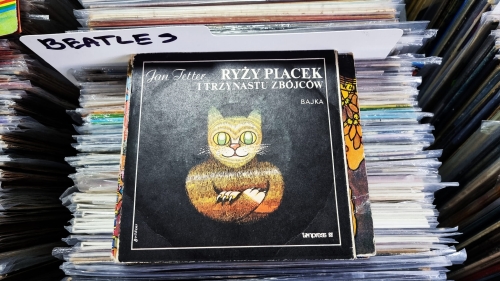 BEATLES
Jan Tetter
RYŻY PLACEK
I TRZYNASTU ZBÓJCÓW
BAJKA
tonpress